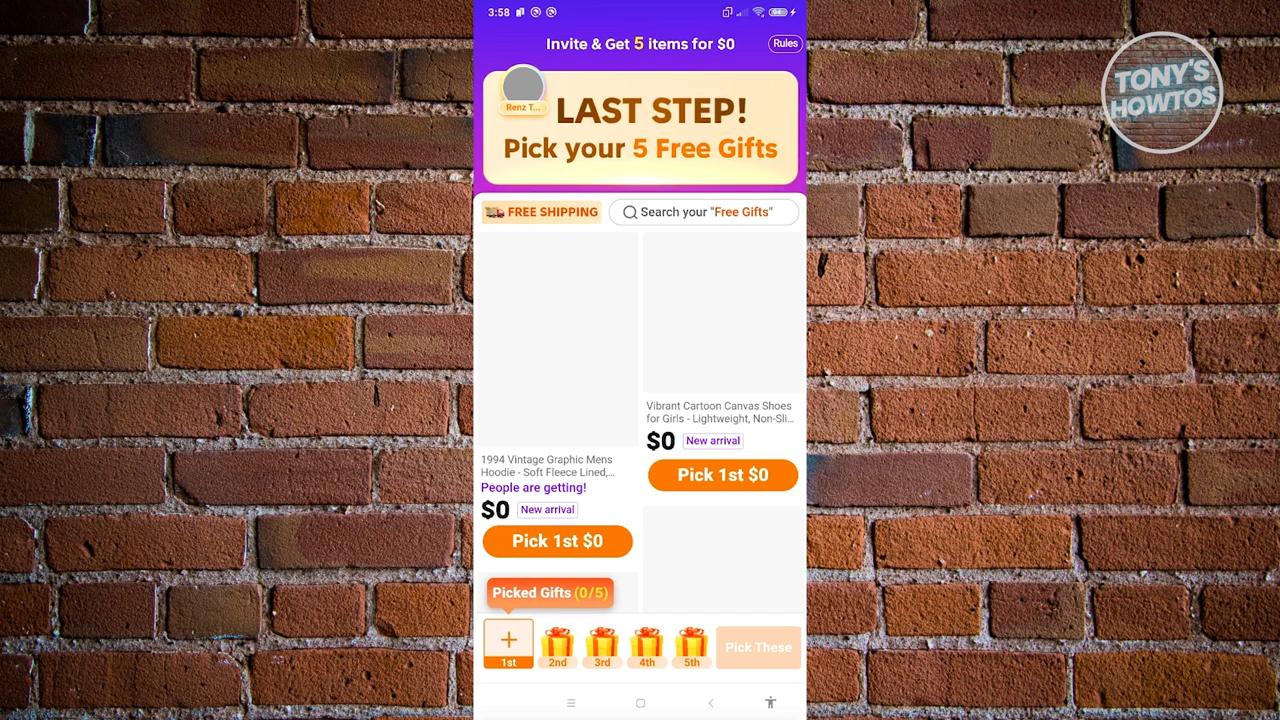 3:58
Invite & Get 5 items for $0
Rules
Renz T...
LAST STEP!
Pick your 5 Free Gifts
FREE SHIPPING
Search your "Free Gifts"
1994 Vintage Graphic Mens
Hoodie - Soft Fleece Lined,...
People are getting!
$0 New arrival
Pick 1st $0
Vibrant Cartoon Canvas Shoes
for Girls - Lightweight, Non-Sli...
$0 New arrival
Pick 1st $0
Picked Gifts (0/5)
1st
2nd
3rd
4th
5th
Pick These
TONY'S
HOWTOS